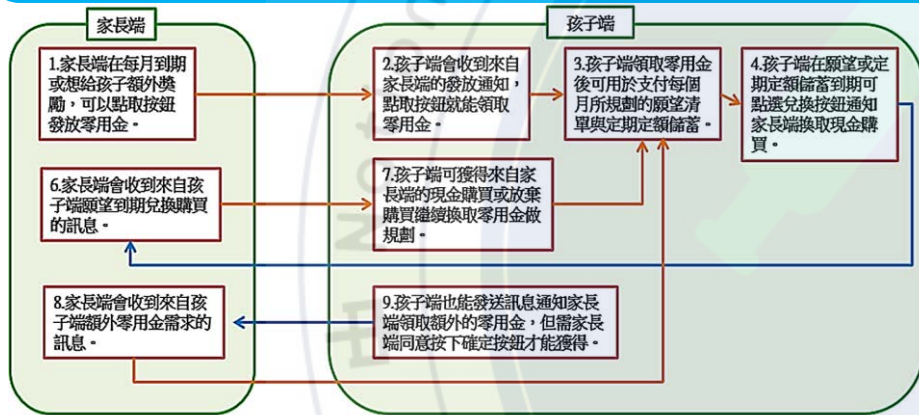 家長端
孩子端
1.家長端在每月到期
或想給孩子額外獎
勵，可以點取按鈕
發放零用金。
2.孩子端會收到來自
家長端的發放通知，
點取按鈕就能領取
零用金。
3.孩子端領取零用金
後可用於支付每個
月所規劃的願望清
單與定期定額儲蓄。
4.孩子端在願望或定
期定額儲蓄到期可
點選兌換按鈕通知
家長端換取現金購
買。
6.家長端會收到來自孩
子端願望到期兌換購買
的訊息。
7.孩子端可獲得來自家
長端的現金購買或放棄
購買繼續換取零用金做
規劃。
8.家長端會收到來自孩
子端額外零用金需求的
訊息。
9.孩子端也能發送訊息通知家長
端領取額外的零用金，但需家長
端同意按下確定按鈕才能獲得。